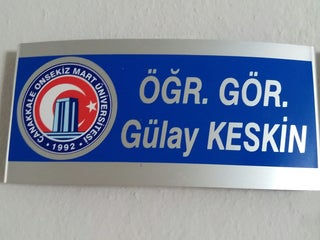 ÇANAKKALE ONSEKİZ MART ÜNİVERSİTESİ
• 1992 •
ÖĞR. GÖR.
Gülay KESKİN